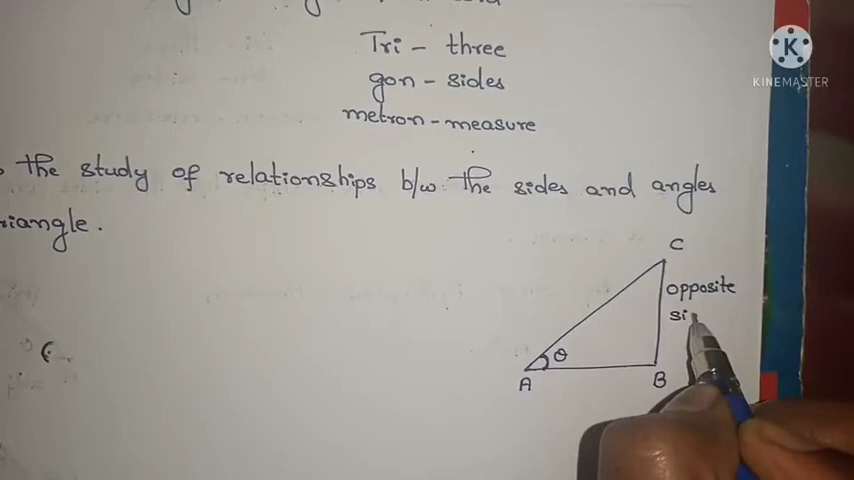 Tri - three
gon - sides
metron - measure
the study of relationships b/w the sides and angles
riangle.
C
opposite
si
θ
A
B
K
KINEMASTER